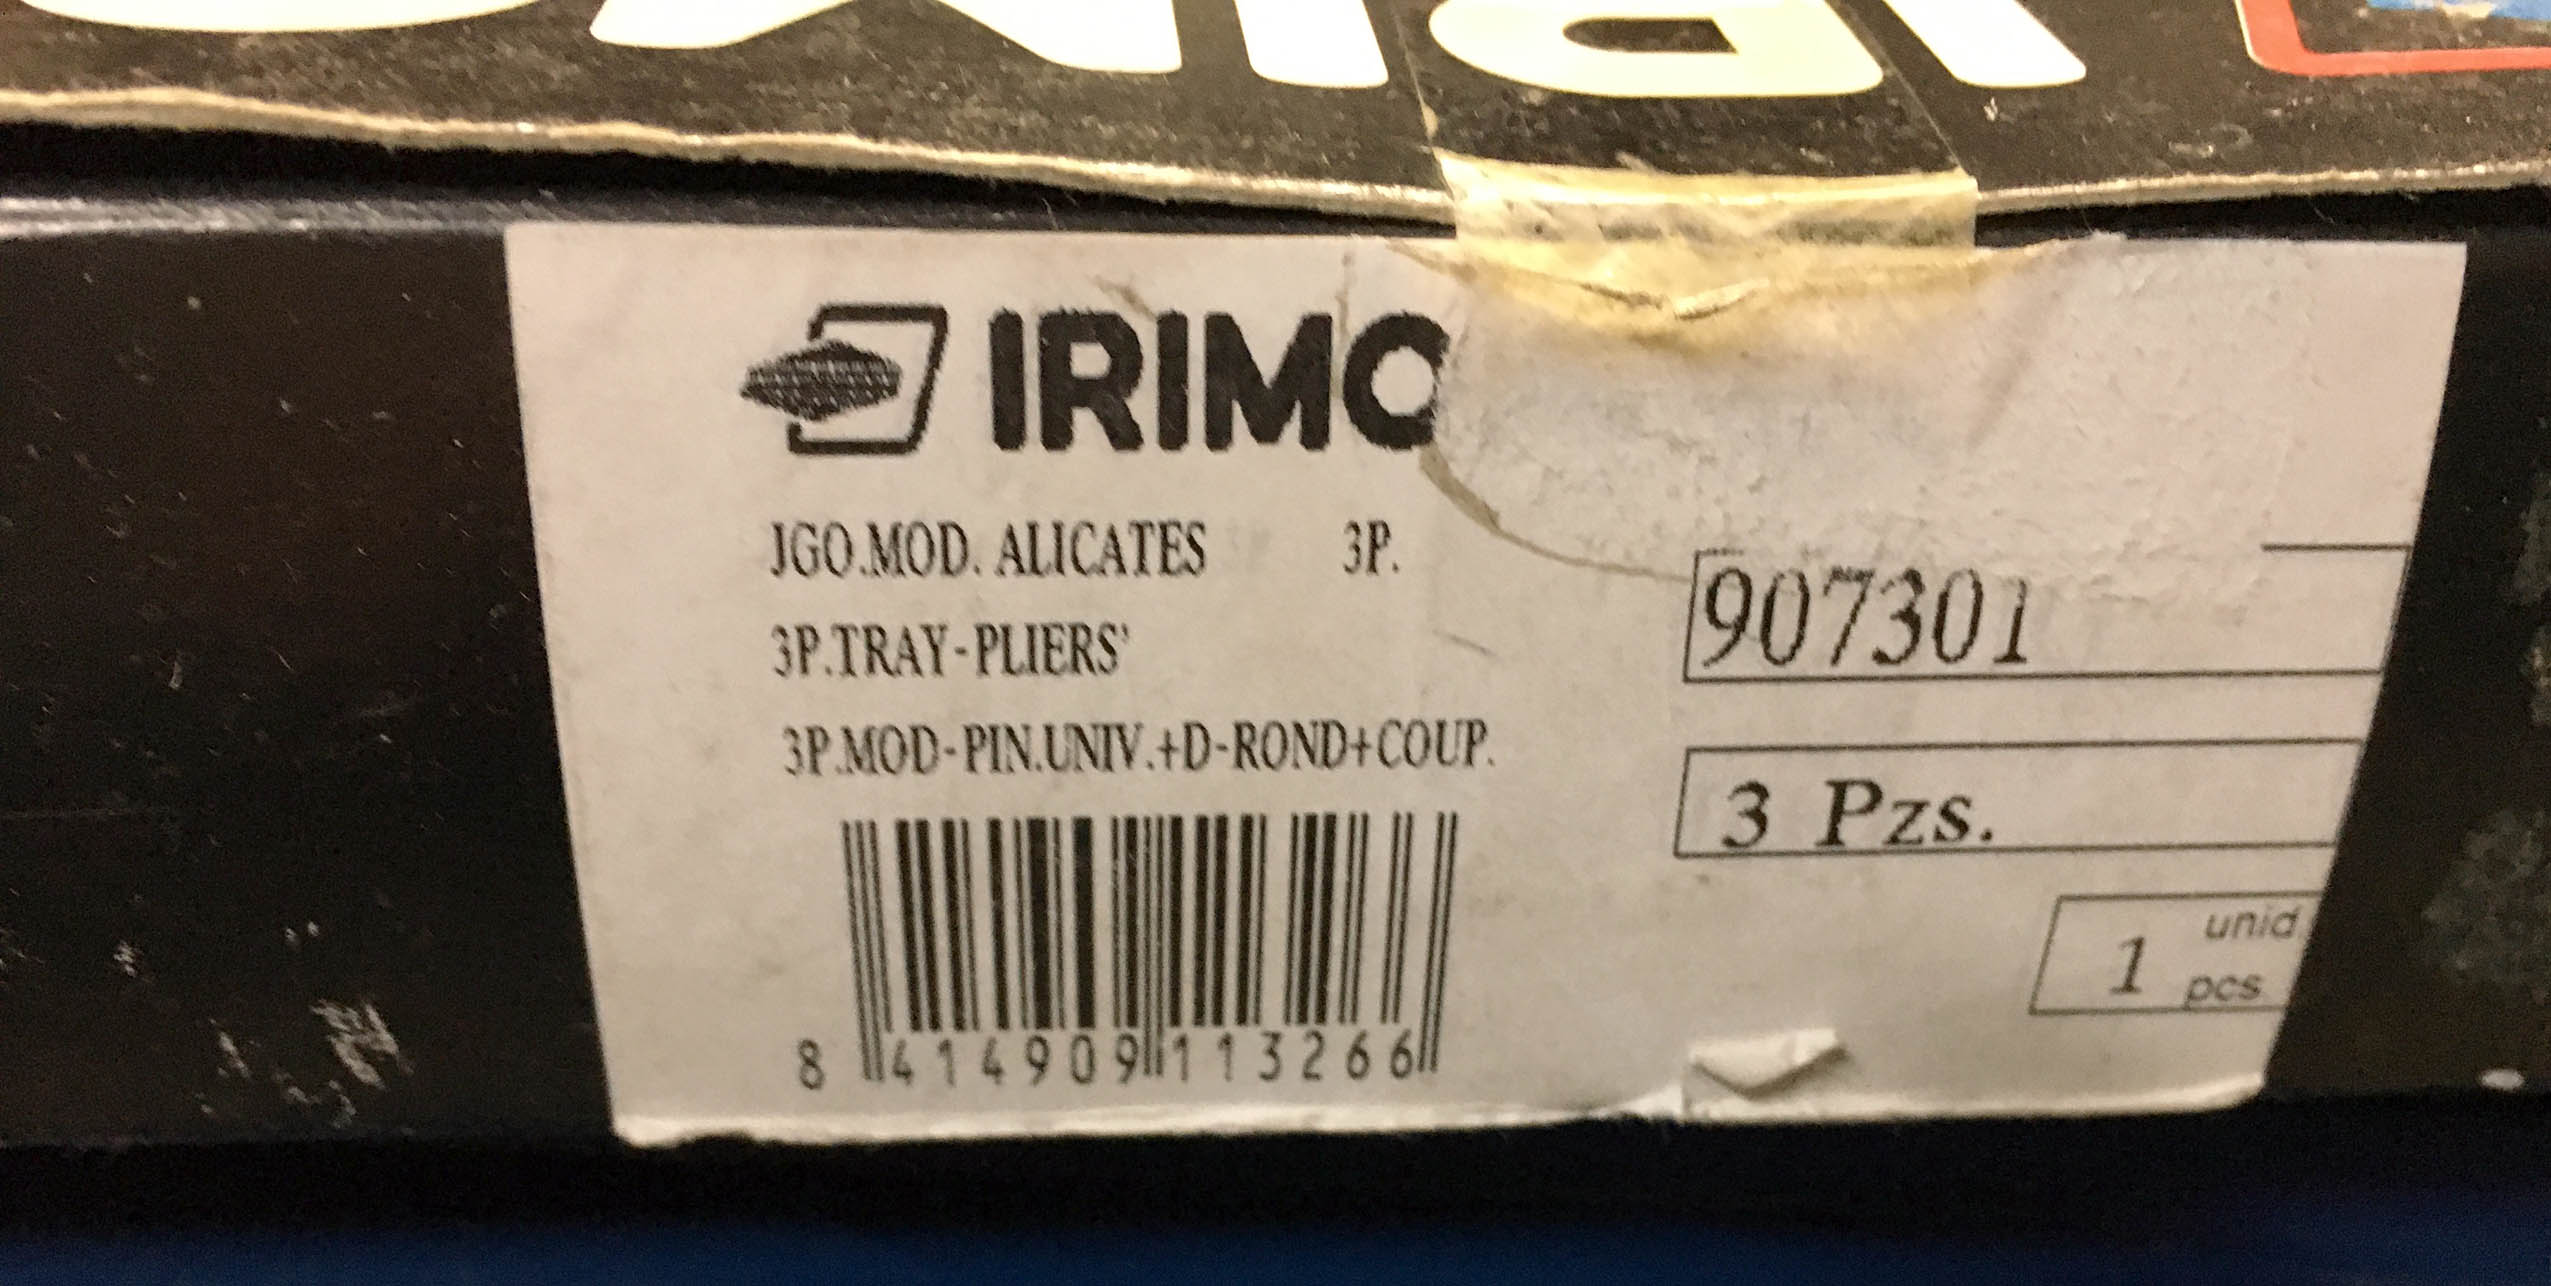 IRIMO
JGO.MOD. ALICATES 3P.
3P.TRAY-PLIERS'
3P.MOD-PIN.UNIV.+D-ROND+COUP.
907301
3 Pzs.
1 unid
pcs
8 414909 113266